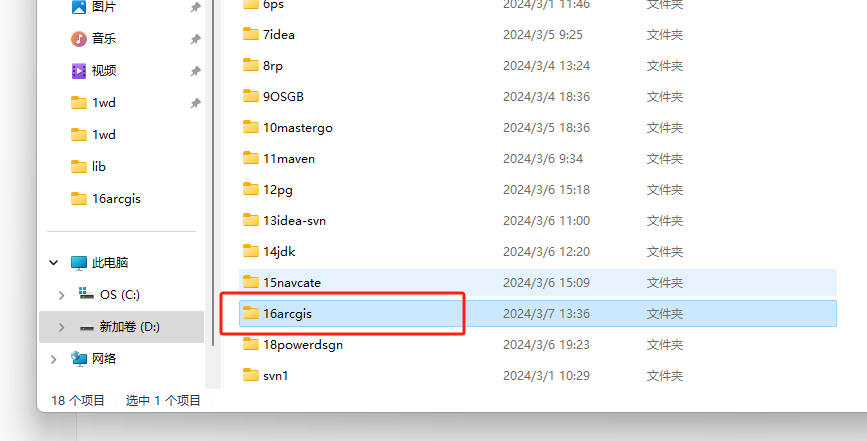 图片
音乐
视频
1wd
1wd
lib
16arcgis
此电脑
OS (C:)
新加卷 (D:)
网络
6ps 2024/3/1 11:46 文件夹
7idea 2024/3/5 9:25 文件夹
8rp 2024/3/4 13:24 文件夹
9OSGB 2024/3/4 18:36 文件夹
10mastergo 2024/3/5 18:36 文件夹
11maven 2024/3/6 9:34 文件夹
12pg 2024/3/6 15:18 文件夹
13idea-svn 2024/3/6 11:00 文件夹
14jdk 2024/3/6 12:20 文件夹
15navcate 2024/3/6 15:09 文件夹
16arcgis 2024/3/7 13:36 文件夹
18powerdsgn 2024/3/6 19:23 文件夹
svn1 2024/3/1 10:29 文件夹
18 个项目 选中 1 个项目